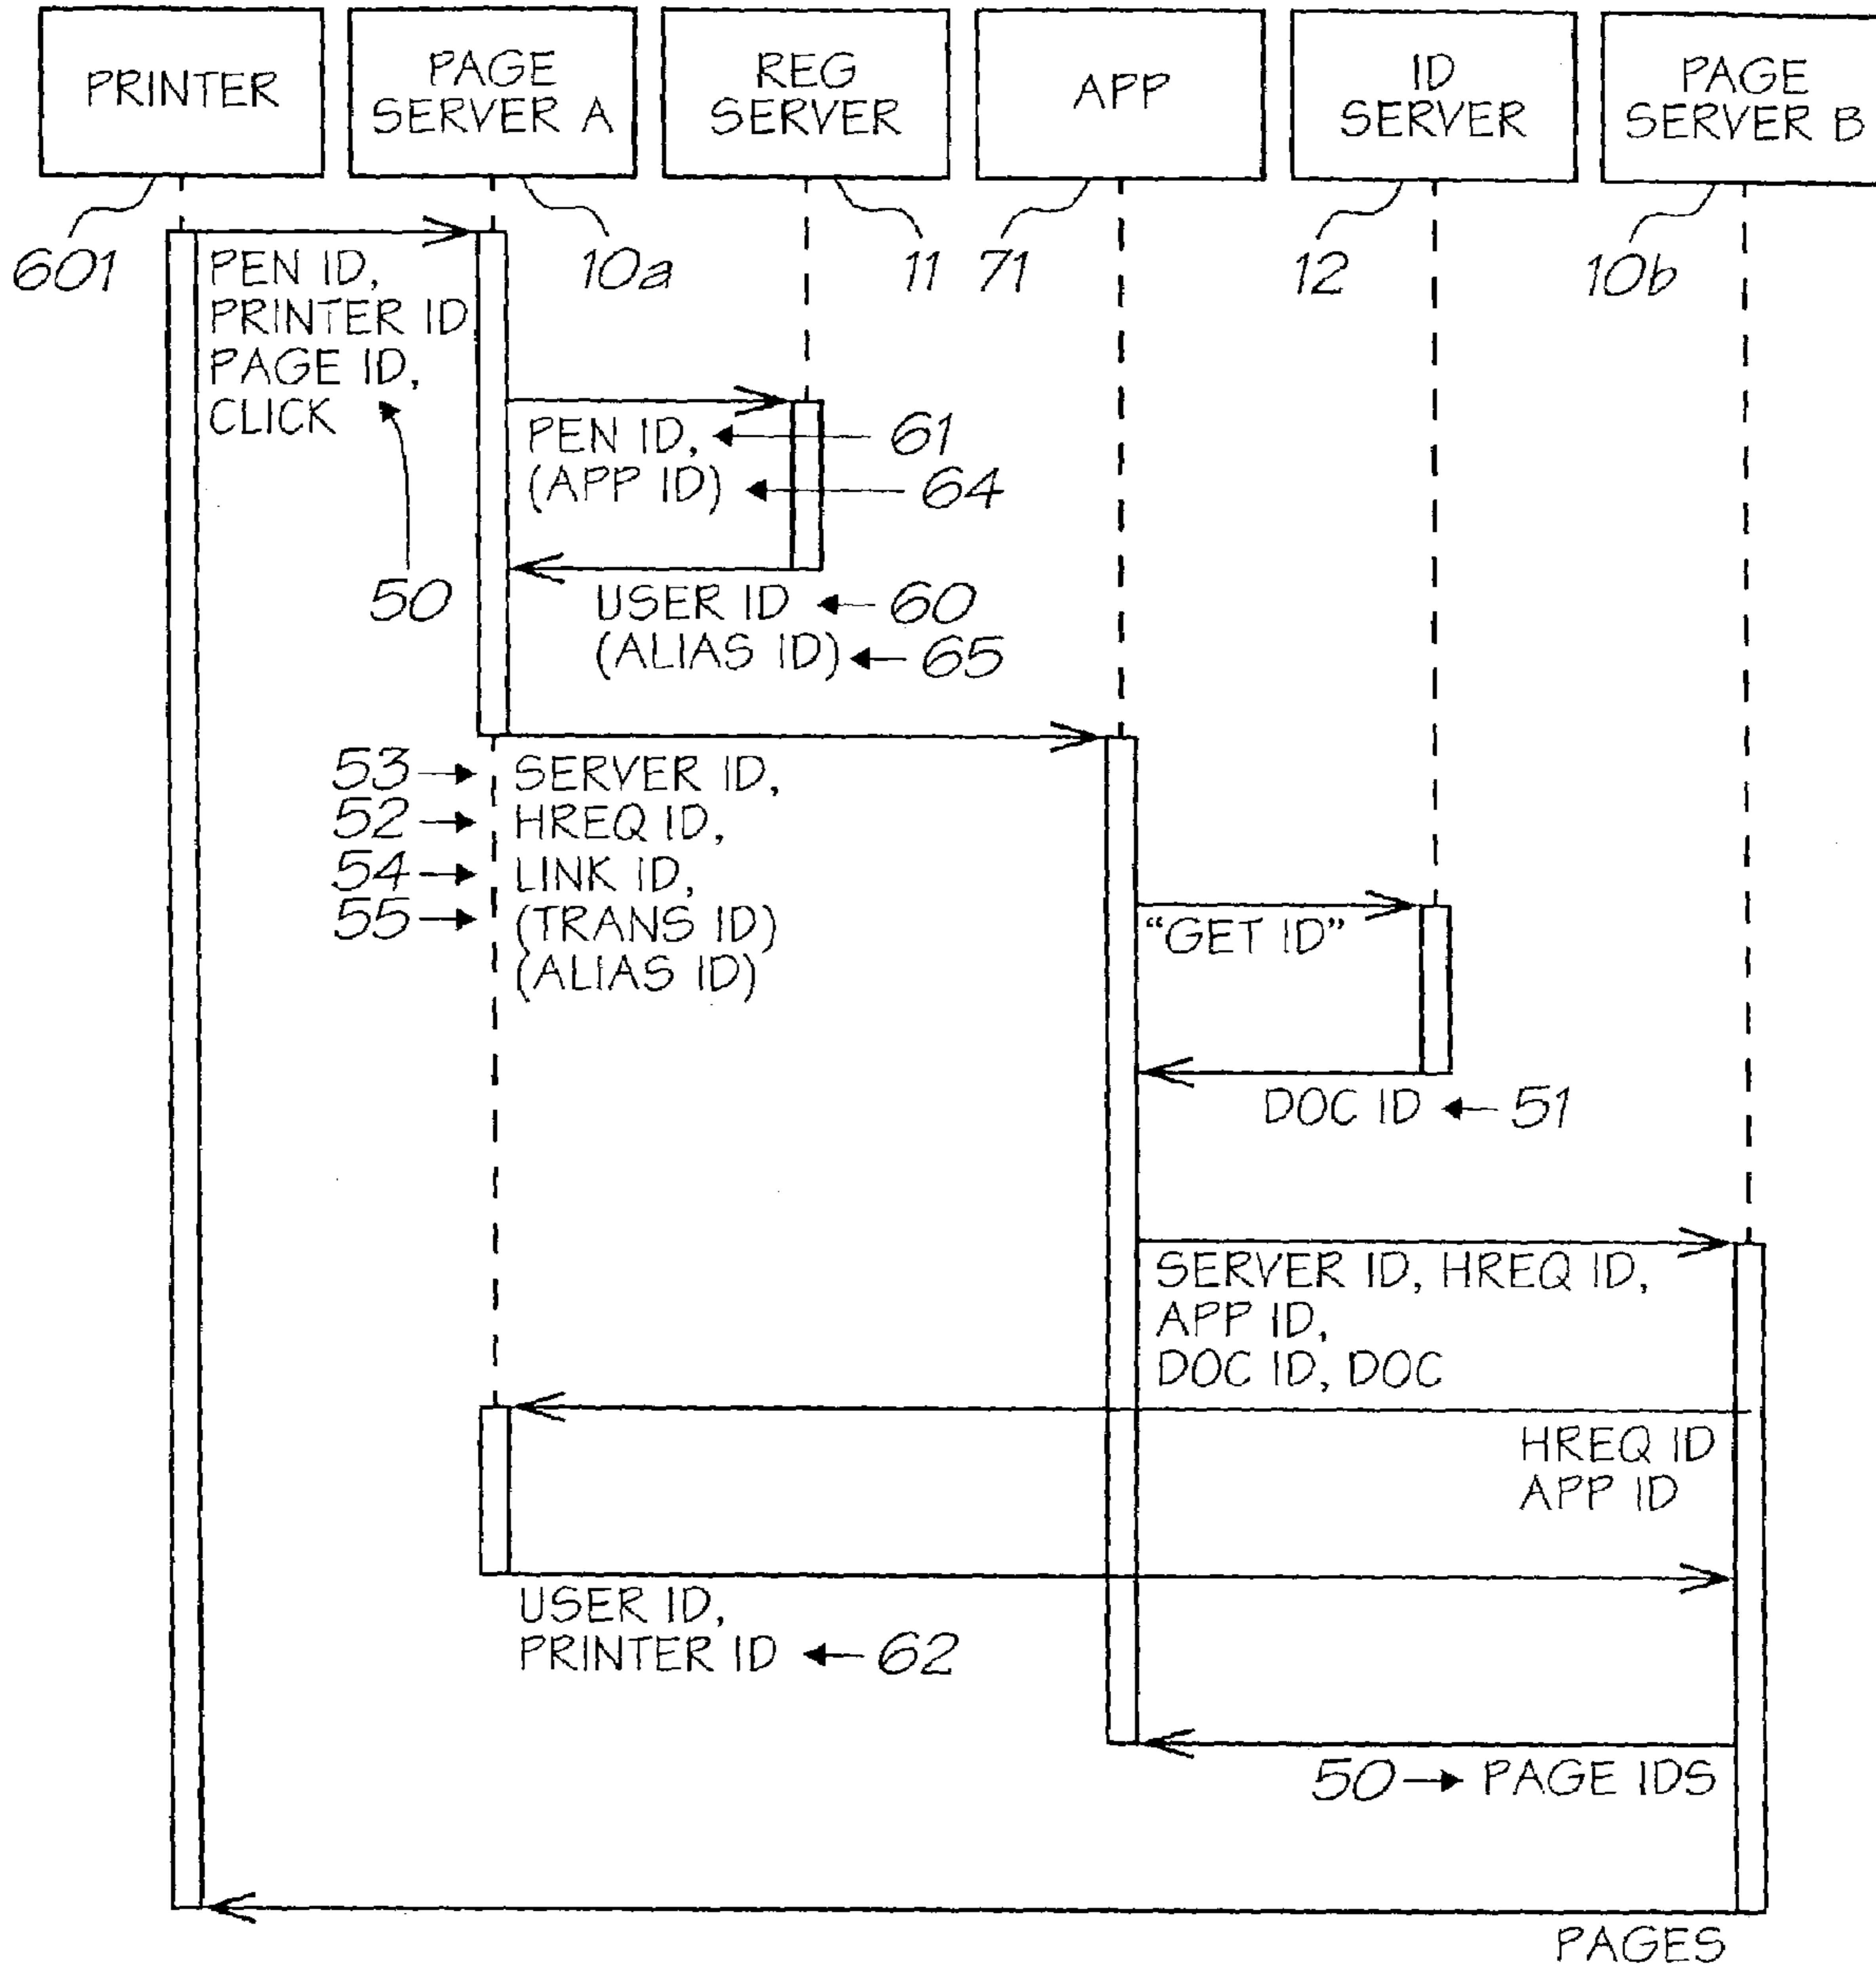 PRINTER
PAGE
SERVER A
REG
SERVER
APP
ID
SERVER
PAGE
SERVER B
601
10a
11
71
12
10b
PEN ID,
PRINTER ID
PAGE ID,
CLICK
50
PEN ID,
61
(APP ID)
64
USER ID
60
(ALIAS ID)
65
53
SERVER ID,
52
HREQ ID,
54
LINK ID,
55
(TRANS ID)
(ALIAS ID)
“GET ID”
DOC ID
51
SERVER ID, HREQ ID,
APP ID,
DOC ID, DOC
HREQ ID
APP ID
USER ID,
PRINTER ID
62
50
PAGE IDS
PAGES